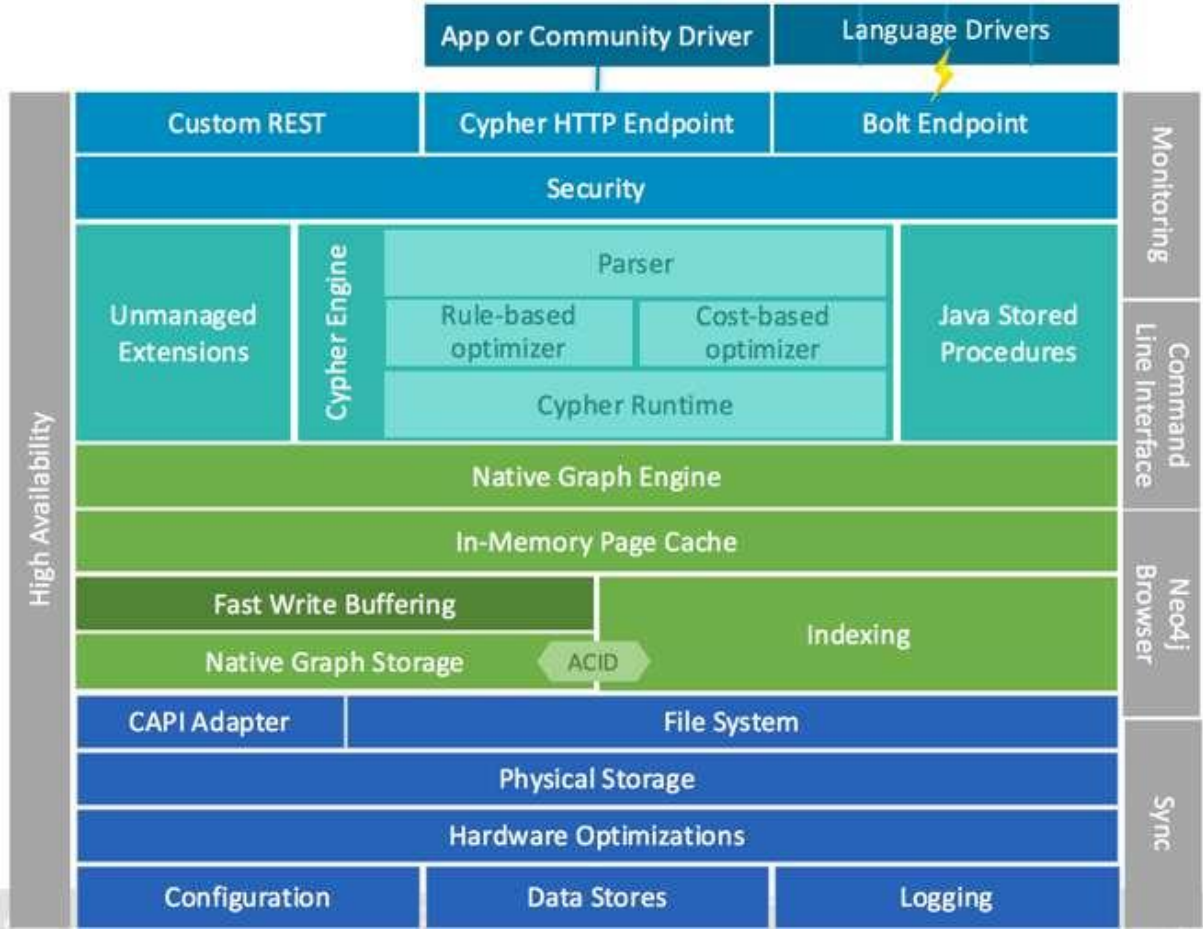 App or Community Driver
Language Drivers
Custom REST
Cypher HTTP Endpoint
Bolt Endpoint
Security
Monitoring
Unmanaged
Extensions
Cypher Engine
Parser
Rule-based
optimizer
Cost-based
optimizer
Cypher Runtime
Java Stored
Procedures
Command
Line Interface
High Availability
Native Graph Engine
In-Memory Page Cache
Fast Write Buffering
Native Graph Storage
ACID
Indexing
Neo4j
Browser
CAPI Adapter
File System
Physical Storage
Hardware Optimizations
Sync
Configuration
Data Stores
Logging